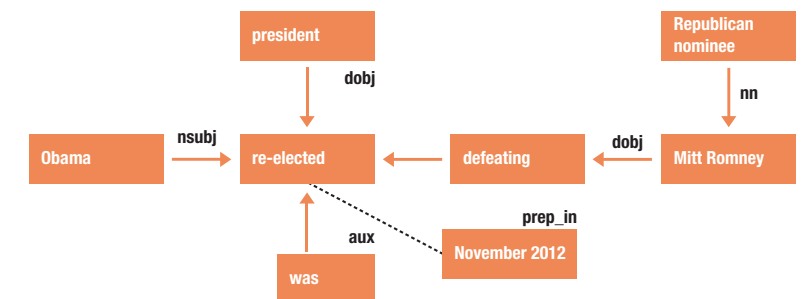 president
Republican
nominee
dobj
nn
nsubj
dobj
Obama
re-elected
defeating
Mitt Romney
prep_in
aux
November 2012
was